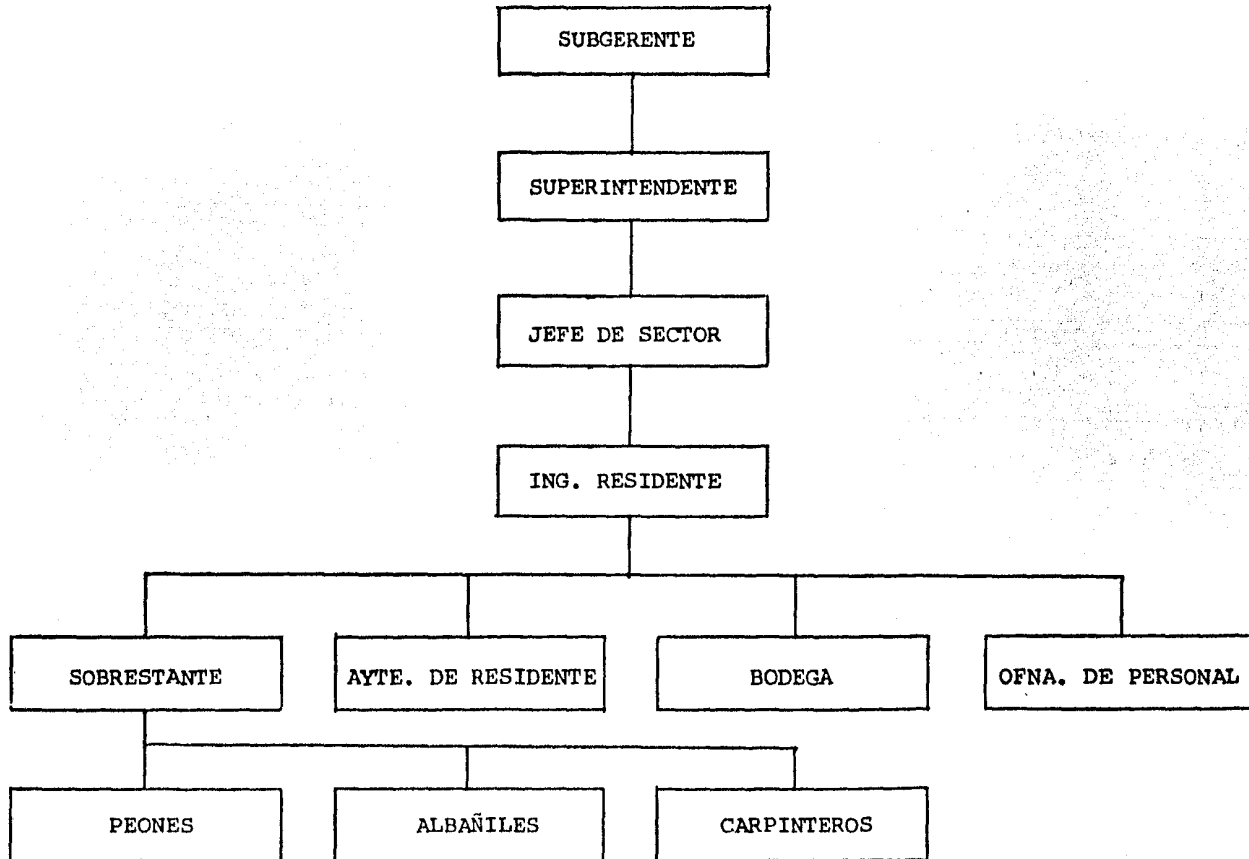 SUBGERENTE
SUPERINTENDENTE
JEFE DE SECTOR
ING. RESIDENTE
SOBRESTANTE
AYTE. DE RESIDENTE
BODEGA
OFNA. DE PERSONAL
PEONES
ALBAÑILES
CARPINTEROS